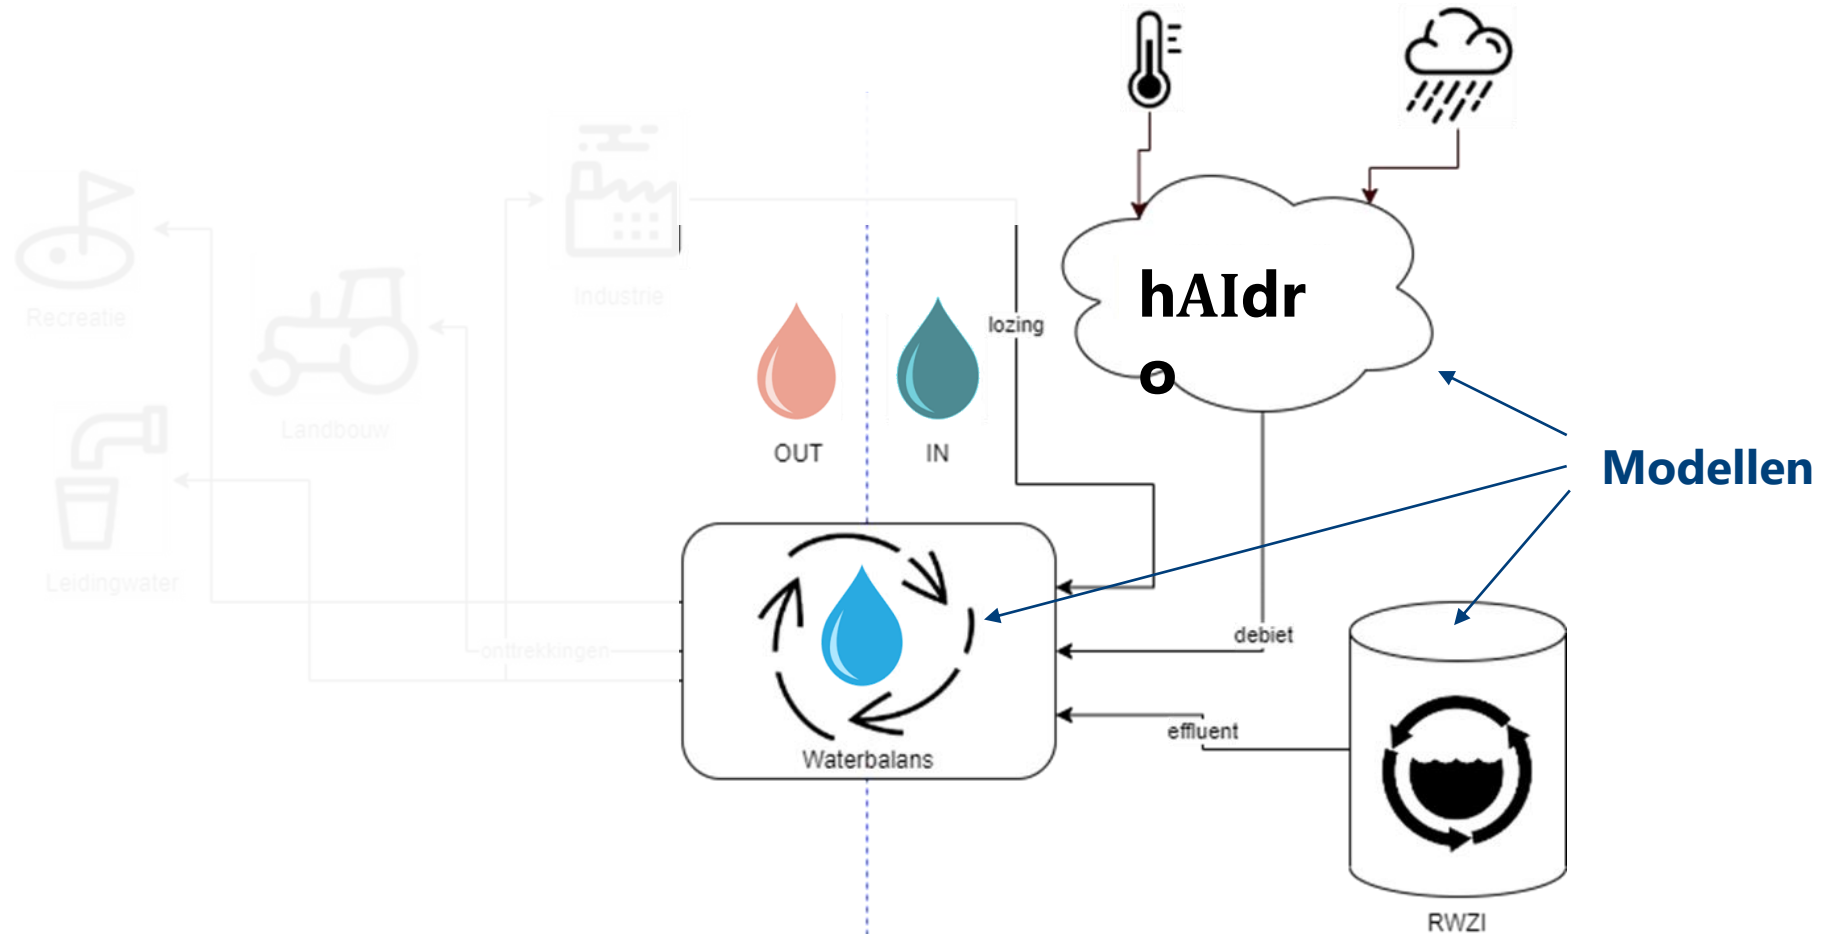 Recreatie
Industrie
Landbouw
Leidingwater
onttrekkingen
OUT
IN
lozing
hAIdr
o
Modellen
debiet
effluent
Waterbalans
RWZI